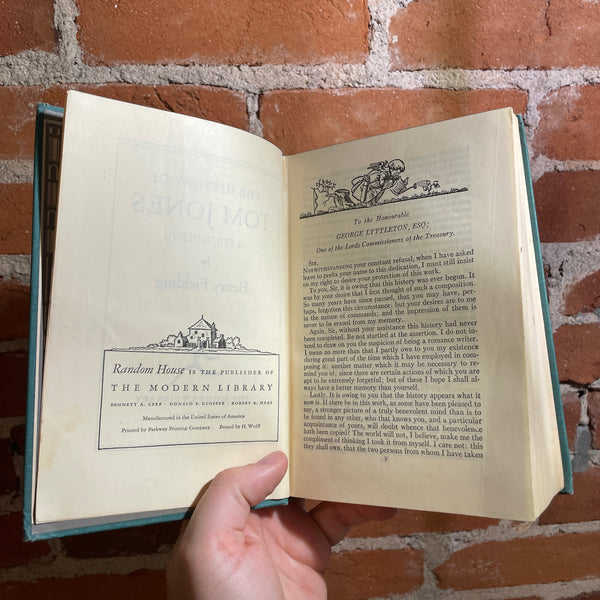 THE HISTORY OF
TOM JONES
A FOUNDLING
by
Henry Fielding
Random House IS THE PUBLISHER OF
THE MODERN LIBRARY
BENNETT A. CERF · DONALD S. KLOPFER · ROBERT K. HAAS
Manufactured in the United States of America
Printed by Parkway Printing Company Bound by H. Wolff
To the Honourable
GEORGE LYTTLETON, ESQ;
One of the Lords Commissioners of the Treasury.
SIR,
NOTWITHSTANDING your constant refusal, when I have asked
leave to prefix your name to this dedication, I must still insist
on my right to desire your protection of this work.
To you, Sir, it is owing that this history was ever begun. It
was by your desire that I first thought of such a composition.
So many years have since passed, that you may have, per-
haps, forgotten this circumstance: but your desires are to me
in the nature of commands; and the impression of them is
never to be erased from my memory.
Again, Sir, without your assistance this history had never
been completed. Be not startled at the assertion. I do not in-
tend to draw on you the suspicion of being a romance writer.
I mean no more than that I partly owe to you my existence
during great part of the time which I have employed in com-
posing it: another matter which it may be necessary to re-
mind you of; since there are certain actions of which you are
apt to be extremely forgetful; but of these I hope I shall al-
ways have a better memory than yourself.
Lastly, It is owing to you that the history appears what it
now is. If there be in this work, as some have been pleased to
say, a stronger picture of a truly benevolent mind than is to
be found in any other, who that knows you, and a particular
acquaintance of yours, will doubt whence that benevolence
hath been copied? The world will not, I believe, make me the
compliment of thinking I took it from myself. I care not: this
they shall own, that the two persons from whom I have taken
v